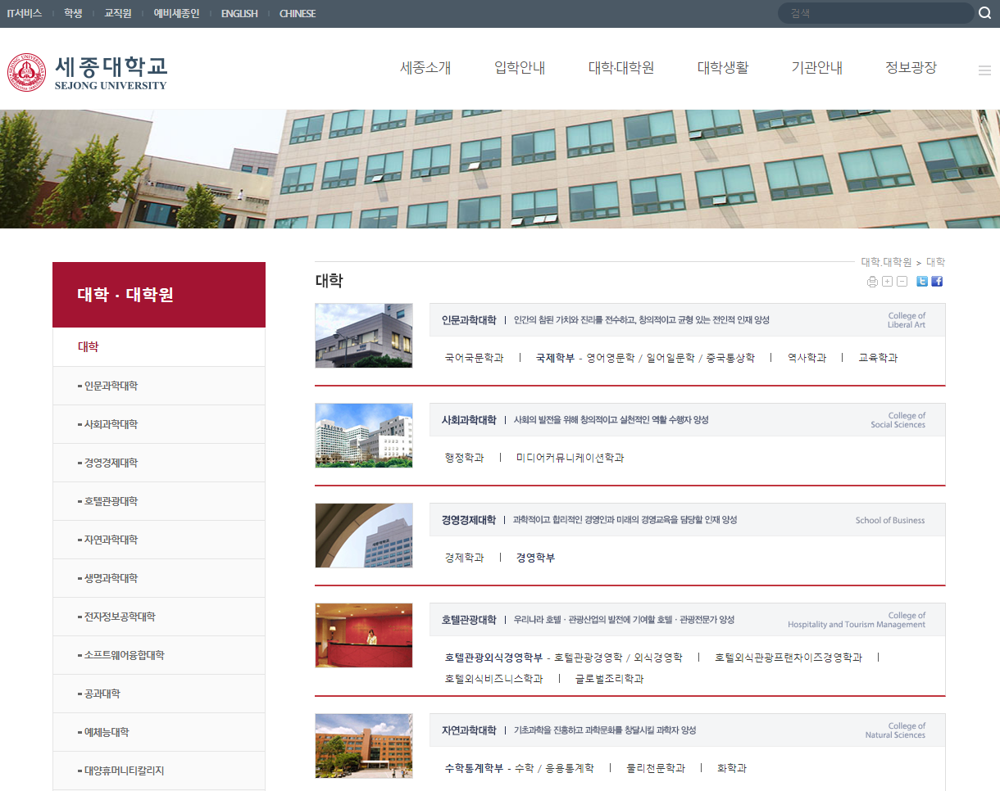 IT서비스 학생 교직원 예비세종인 ENGLISH CHINESE 검색
세종대학교
SEJONG UNIVERSITY
세종소개 입학안내 대학·대학원 대학생활 기관안내 정보광장
대학 · 대학원
대학
- 인문과학대학
- 사회과학대학
- 경영경제대학
- 호텔관광대학
- 자연과학대학
- 생명과학대학
- 전자정보공학대학
- 소프트웨어융합대학
- 공과대학
- 예체능대학
- 대양휴머니티칼리지
대학.대학원 > 대학
대학
인문과학대학 | 인간의 참된 가치와 진리를 전수하고, 창의적이고 균형 있는 전인적 인재 양성
College of
Liberal Art
국어국문학과 | 국제학부 - 영어영문학 / 일어일문학 / 중국통상학 | 역사학과 | 교육학과
사회과학대학 | 사회의 발전을 위해 창의적이고 실천적인 역할 수행자 양성
College of
Social Sciences
행정학과 | 미디어커뮤니케이션학과
경영경제대학 | 과학적이고 합리적인 경영인과 미래의 경영교육을 담당할 인재 양성
School of Business
경제학과 | 경영학부
호텔관광대학 | 우리나라 호텔 · 관광산업의 발전에 기여할 호텔 · 관광전문가 양성
College of
Hospitality and Tourism Management
호텔관광외식경영학부 - 호텔관광경영학 / 외식경영학 | 호텔외식관광프랜차이즈경영학과 |
호텔외식비즈니스학과 | 글로벌조리학과
자연과학대학 | 기초과학을 진흥하고 과학문화를 창달시킬 과학자 양성
College of
Natural Sciences
수학통계학부 - 수학 / 응용통계학 | 물리천문학과 | 화학과